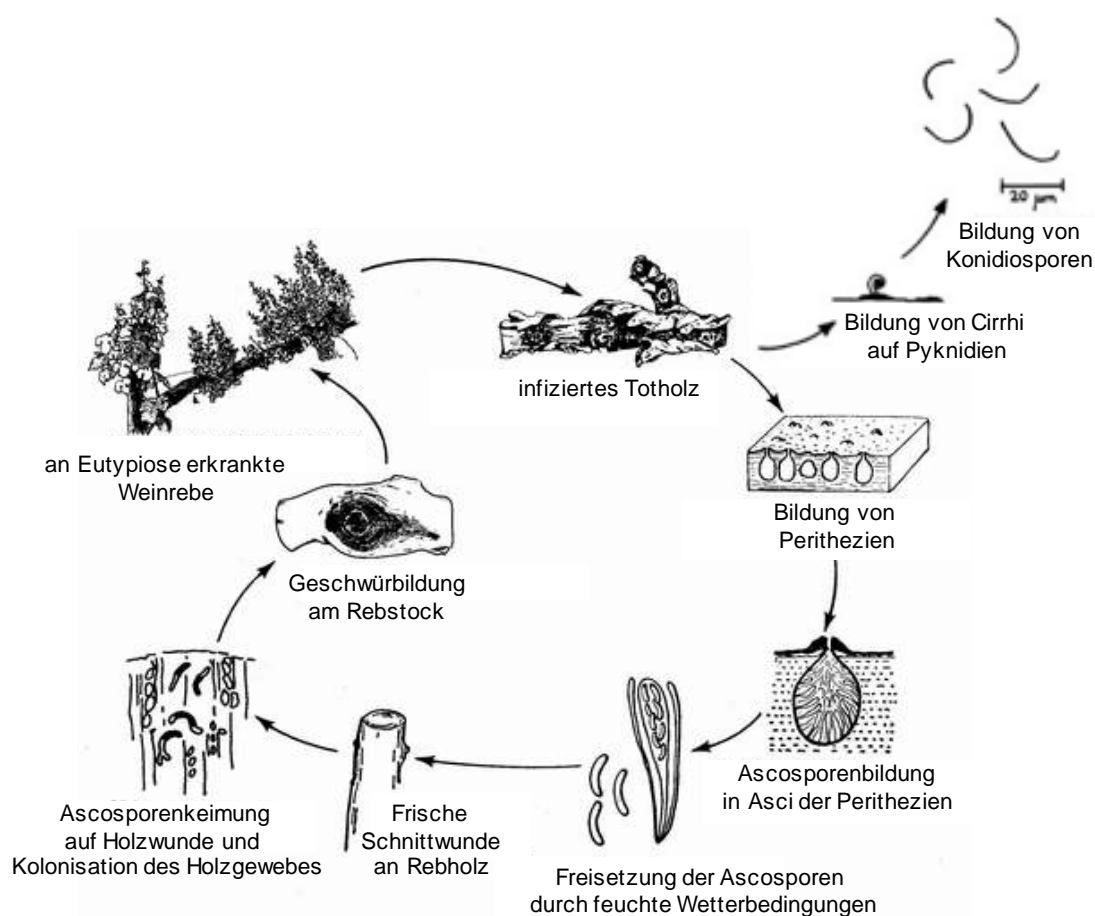 20 µm
Bildung von
Konidiosporen
Bildung von Cirrhi
auf Pyknidien
infiziertes Totholz
an Eutypiose erkrankte
Weinrebe
Bildung von
Perithezien
Geschwürbildung
am Rebstock
Ascosporenbildung
in Asci der Perithezien
Ascosporenkeimung
auf Holzwunde und
Kolonisation des Holzgewebes
Frische
Schnittwunde
an Rebholz
Freisetzung der Ascosporen
durch feuchte Wetterbedingungen